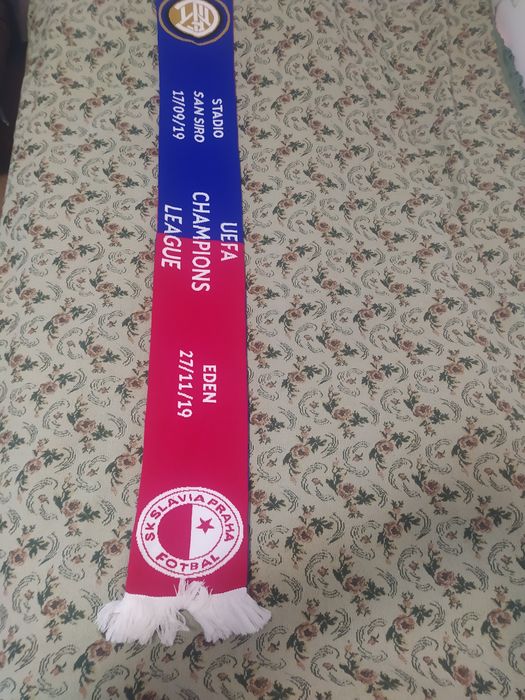 STADIO
SAN SIRO
17/09/19
UEFA
CHAMPIONS
LEAGUE
EDEN
27/11/19
SK SLAVIA PRAHA
FOTBAL